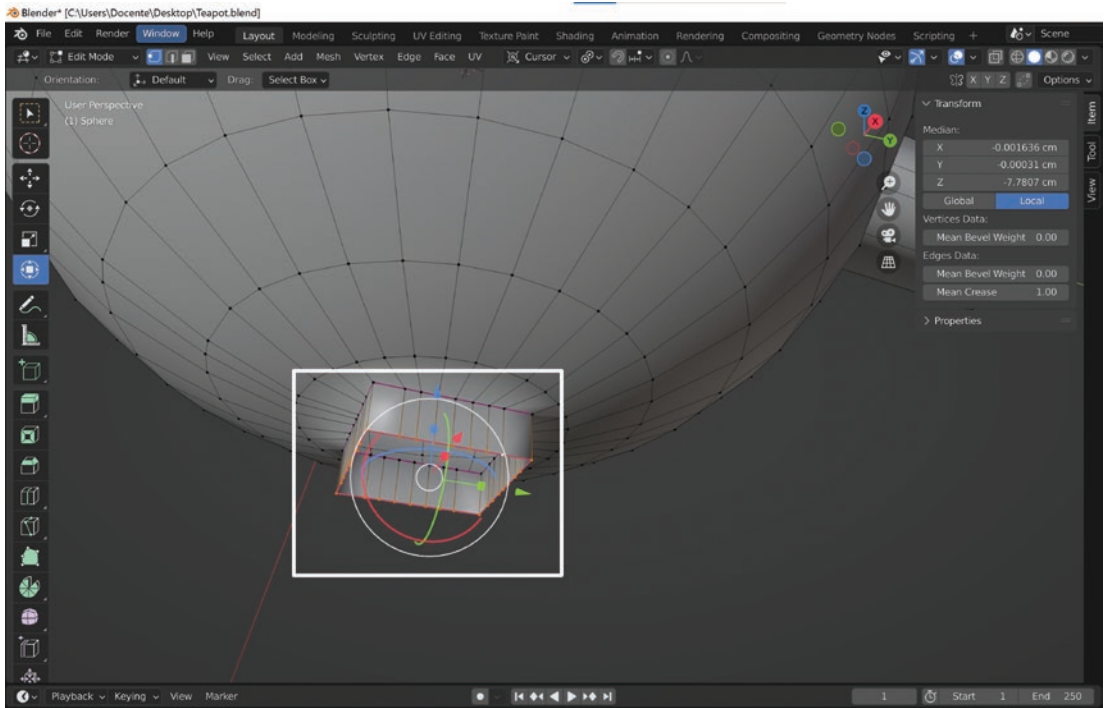 Blender* [C:\Users\Docente\Desktop\Teapot.blend]
File Edit Render Window Help Layout Modeling Sculpting UV Editing Texture Paint Shading Animation Rendering Compositing Geometry Nodes Scripting + Scene
Edit Mode View Select Add Mesh Vertex Edge Face UV Cursor
Orientation: Default Drag: Select Box X Y Z Options
User Perspective
(1) Sphere
Z
X
Y
Transform
Median:
X -0.001636 cm
Y -0.00031 cm
Z -7.7807 cm
Global Local
Vertices Data:
Mean Bevel Weight 0.00
Edges Data:
Mean Bevel Weight 0.00
Mean Crease 1.00
Properties
Item
Tool
View
Playback Keying View Marker 1 Start 1 End 250